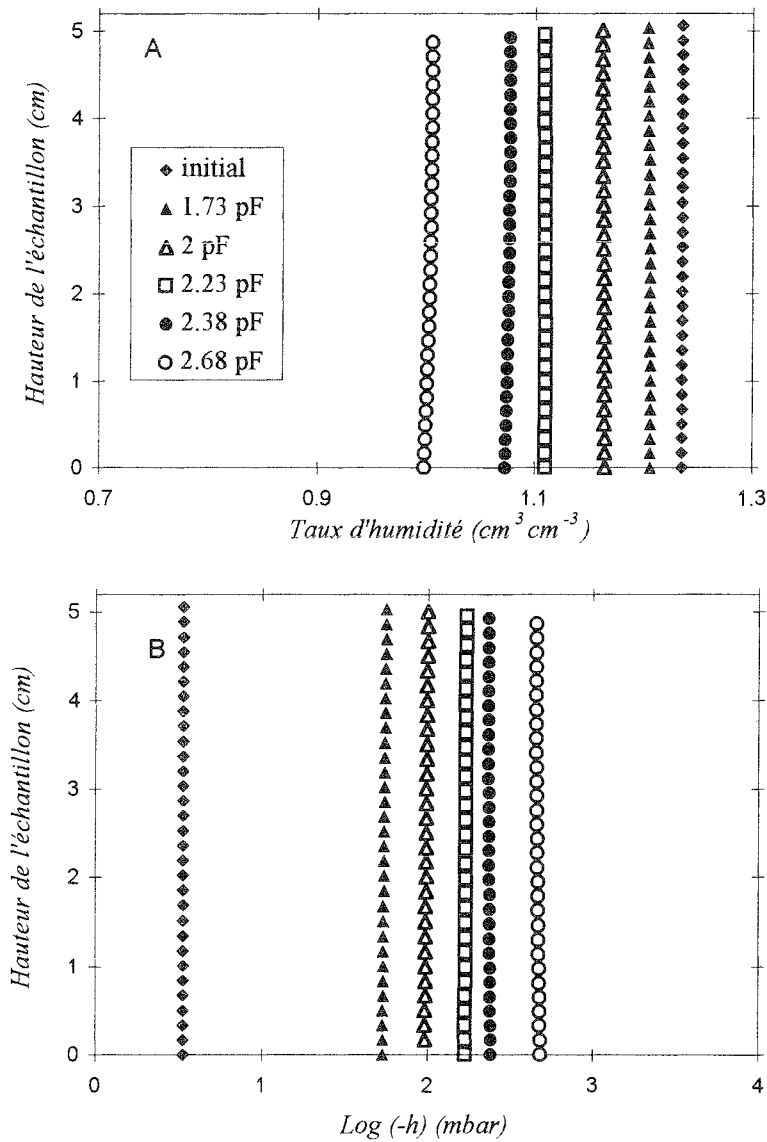 5
4
3
2
1
0
Hauteur de l'échantillon (cm)
A
initial
1.73 pF
2 pF
2.23 pF
2.38 pF
2.68 pF
0.7 0.9 1.1 1.3
Taux d'humidité (cm³ cm⁻³)
5
4
3
2
1
0
Hauteur de l'échantillon (cm)
B
0 1 2 3 4
Log (-h) (mbar)